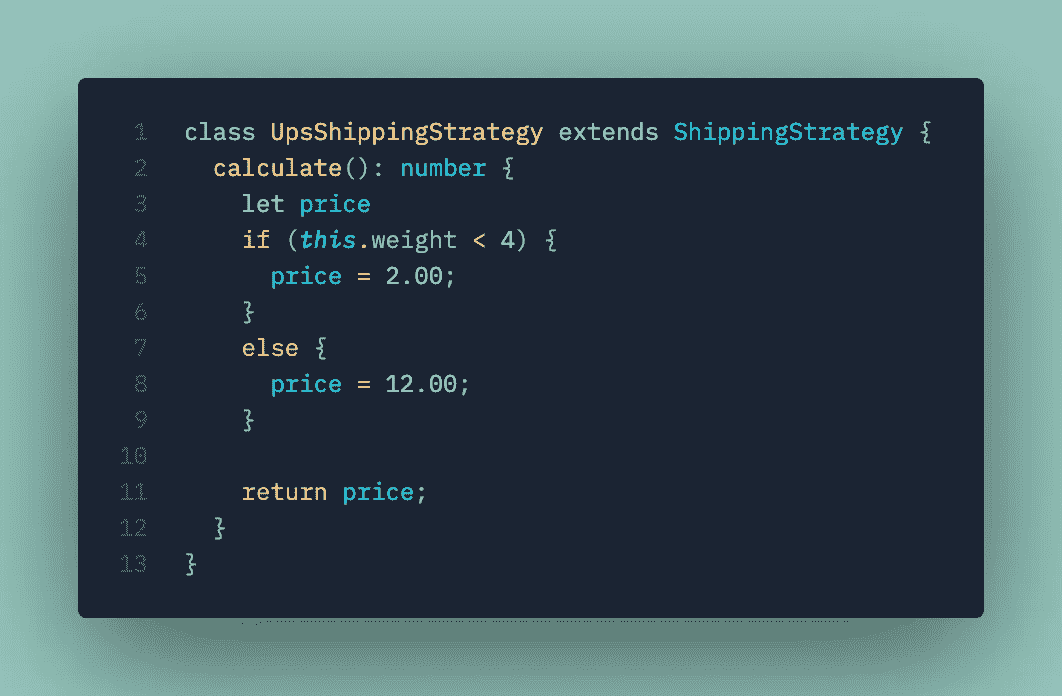 1 class UpsShippingStrategy extends ShippingStrategy {
2   calculate(): number {
3     let price
4     if (this.weight < 4) {
5       price = 2.00;
6     }
7     else {
8       price = 12.00;
9     }
10
11     return price;
12   }
13 }